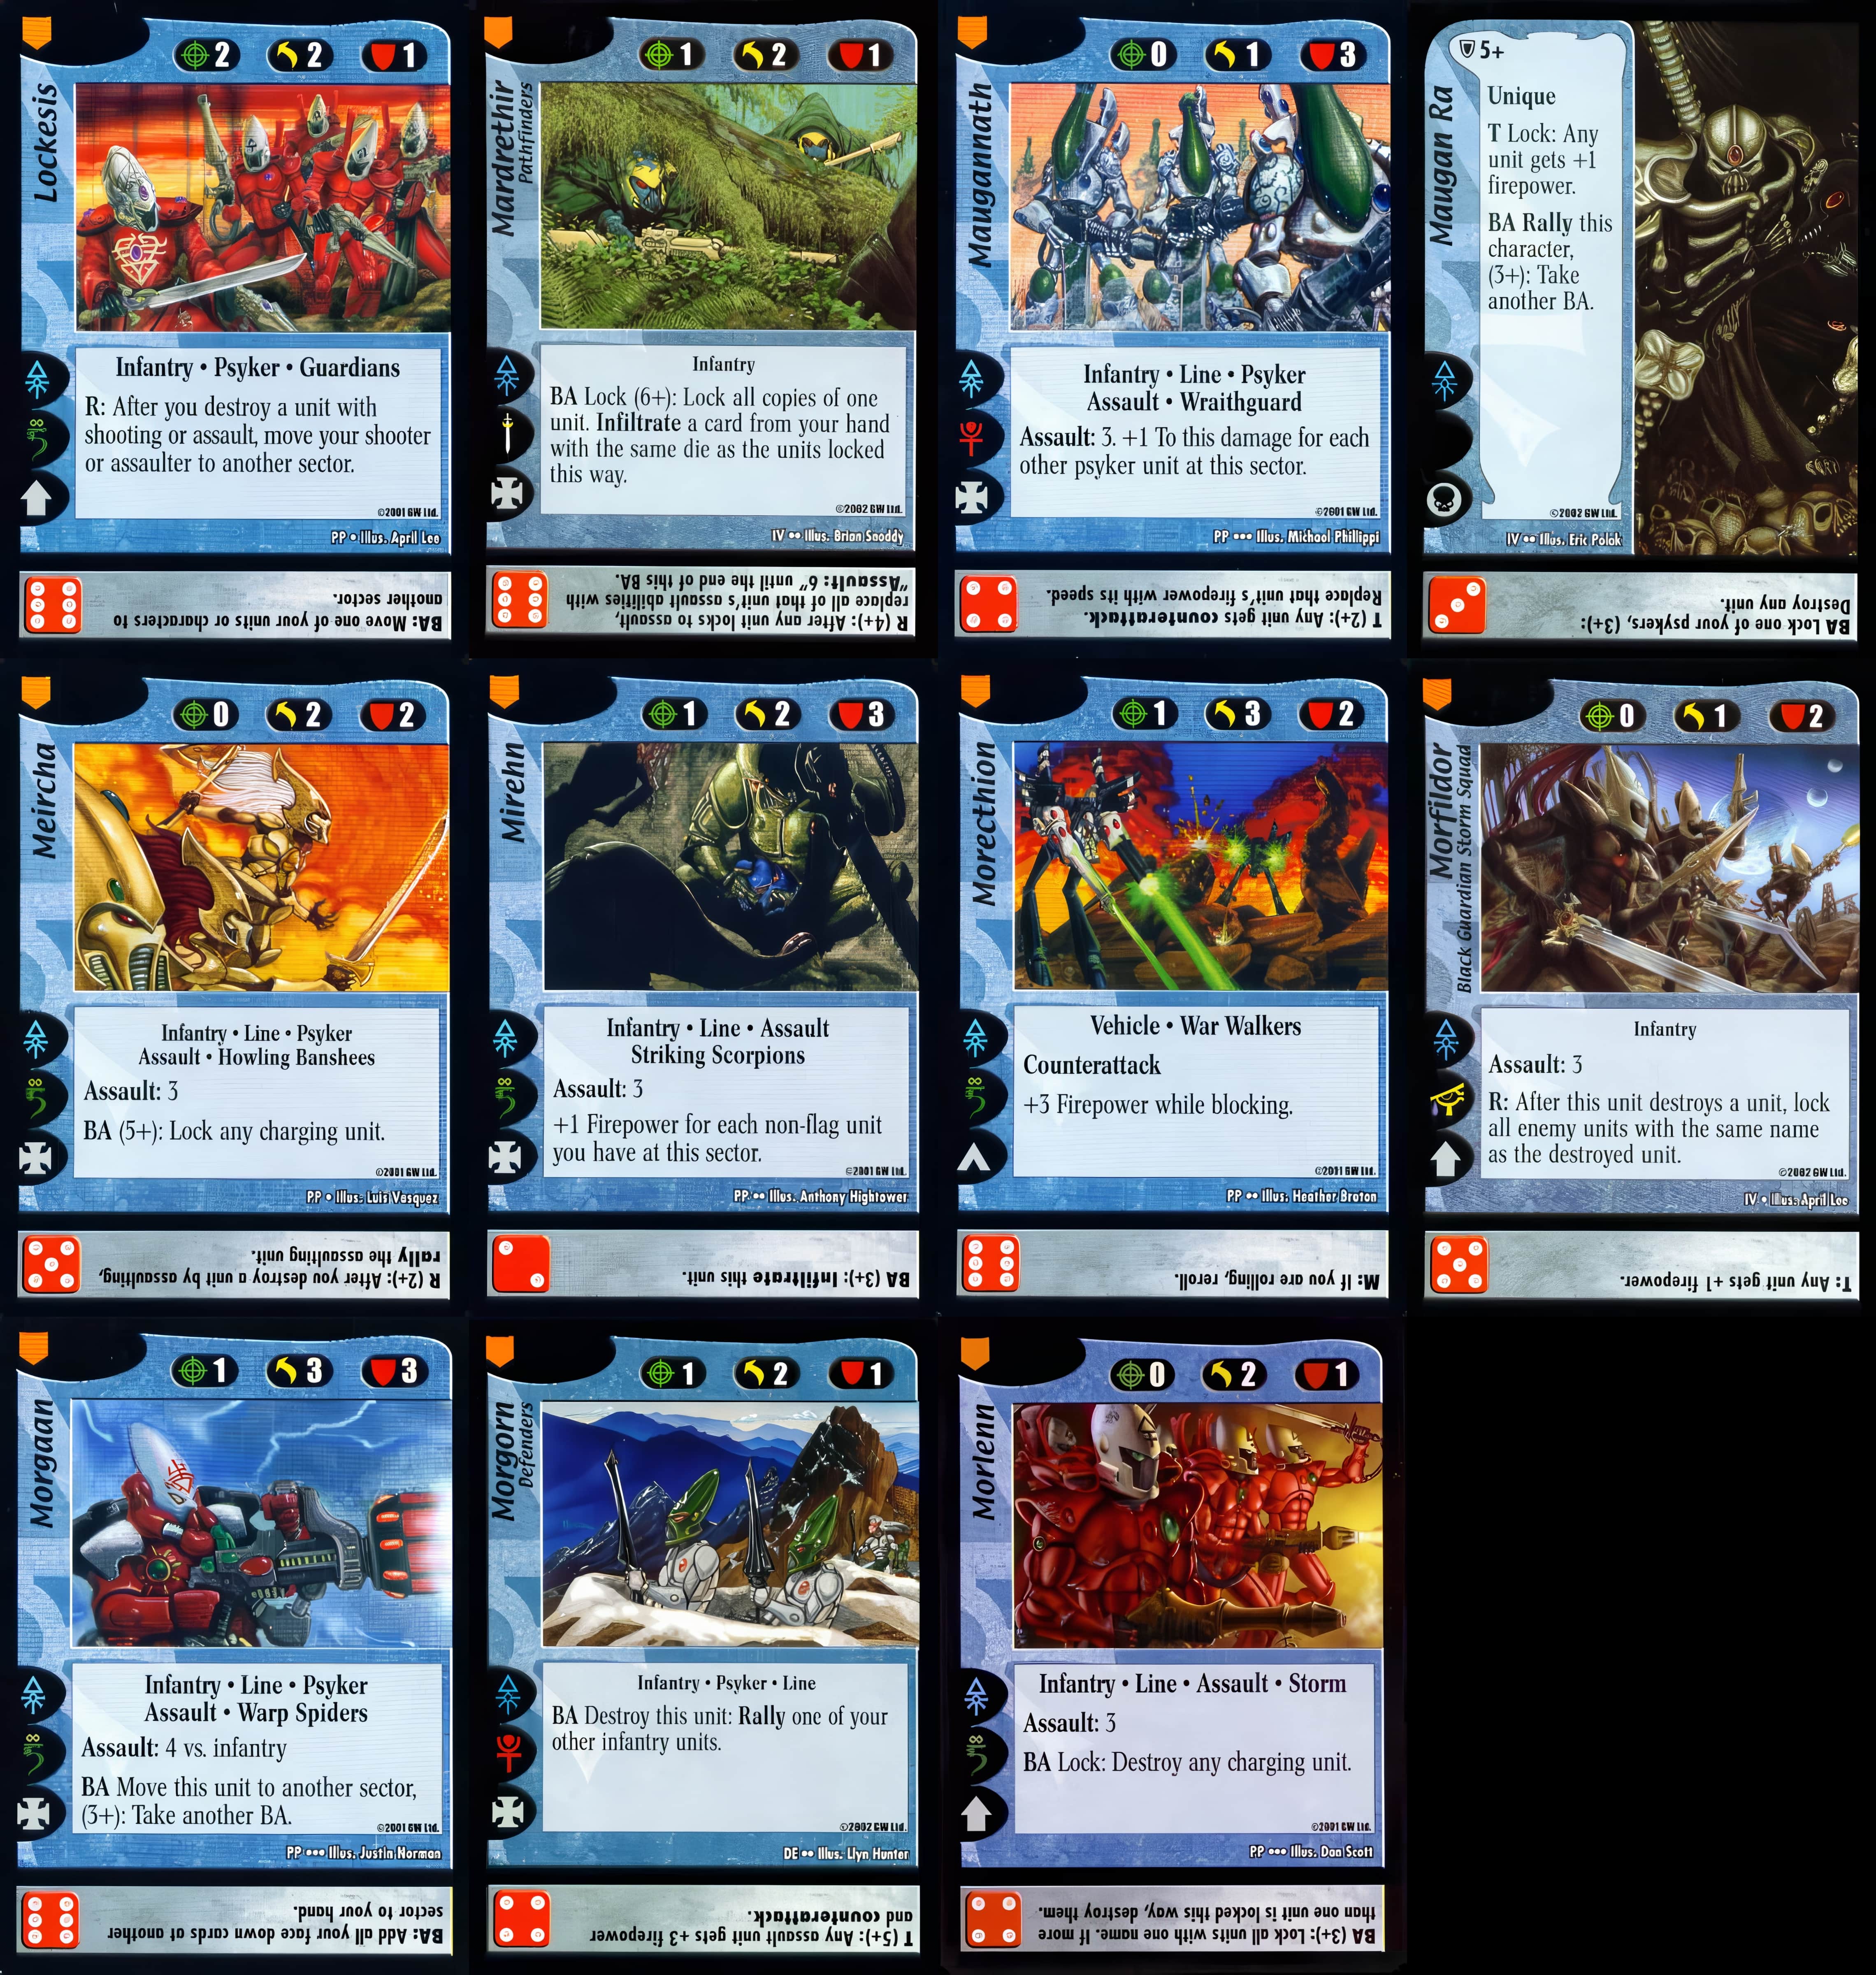 2 2 1
Lockesis
Infantry • Psyker • Guardians
R: After you destroy a unit with
shooting or assault, move your shooter
or assaulter to another sector.
©2001 GW Ltd.
PP • Illus. April Lee
BA: Move one of your units or characters to
another sector.
1 2 1
Mardrethir
Pathfinders
Infantry
BA Lock (6+): Lock all copies of one
unit. Infiltrate a card from your hand
with the same die as the units locked
this way.
©2002 GW Ltd.
IV •• Illus. Brian Snoddy
R (4+): After any unit locks to assault,
replace all of that unit's assault abilities with
"Assault: 6" until the end of this BA.
0 1 3
Maugannath
Infantry • Line • Psyker
Assault • Wraithguard
Assault: 3. +1 To this damage for each
other psyker unit at this sector.
©2001 GW Ltd.
PP ••• Illus. Michael Phillippi
T (2+): Any unit gets counterattack.
Replace that unit's firepower with its speed.
5+
Maugan Ra
Unique
T Lock: Any
unit gets +1
firepower.
BA Rally this
character,
(3+): Take
another BA.
©2002 GW Ltd.
IV •• Illus. Eric Polak
BA Lock one of your psykers, (3+):
Destroy any unit.
0 2 2
Meircha
Infantry • Line • Psyker
Assault • Howling Banshees
Assault: 3
BA (5+): Lock any charging unit.
©2001 GW Ltd.
PP • Illus. Luis Vasquez
R (2+): After you destroy a unit by assaulting,
rally the assaulting unit.
1 2 3
Mirehn
Infantry • Line • Assault
Striking Scorpions
Assault: 3
+1 Firepower for each non-flag unit
you have at this sector.
©2001 GW Ltd.
PP •• Illus. Anthony Hightower
BA (3+): Infiltrate this unit.
1 3 2
Morecthion
Vehicle • War Walkers
Counterattack
+3 Firepower while blocking.
©2011 GW Ltd.
PP •• Illus. Heather Bruton
M: If you are rolling, reroll.
0 1 2
Morfildor
Black Guardian Storm Squad
Infantry
Assault: 3
R: After this unit destroys a unit, lock
all enemy units with the same name
as the destroyed unit.
©2002 GW Ltd.
IV • Illus. April Lee
T: Any unit gets +1 firepower.
1 3 3
Morgaan
Infantry • Line • Psyker
Assault • Warp Spiders
Assault: 4 vs. infantry
BA Move this unit to another sector,
(3+): Take another BA.
©2001 GW Ltd.
PP ••• Illus. Justin Norman
BA: Add all your face down cards at another
sector to your hand.
1 2 1
Morgorn
Defenders
Infantry • Psyker • Line
BA Destroy this unit: Rally one of your
other infantry units.
©2002 GW Ltd.
DE •• Illus. Llyn Hunter
T (5+): Any assault unit gets +3 firepower
and counterattack.
0 2 1
Morlenn
Infantry • Line • Assault • Storm
Assault: 3
BA Lock: Destroy any charging unit.
©2001 GW Ltd.
PP ••• Illus. Dan Scott
BA (3+): Lock all units with one name. If more
than one unit is locked this way, destroy them.